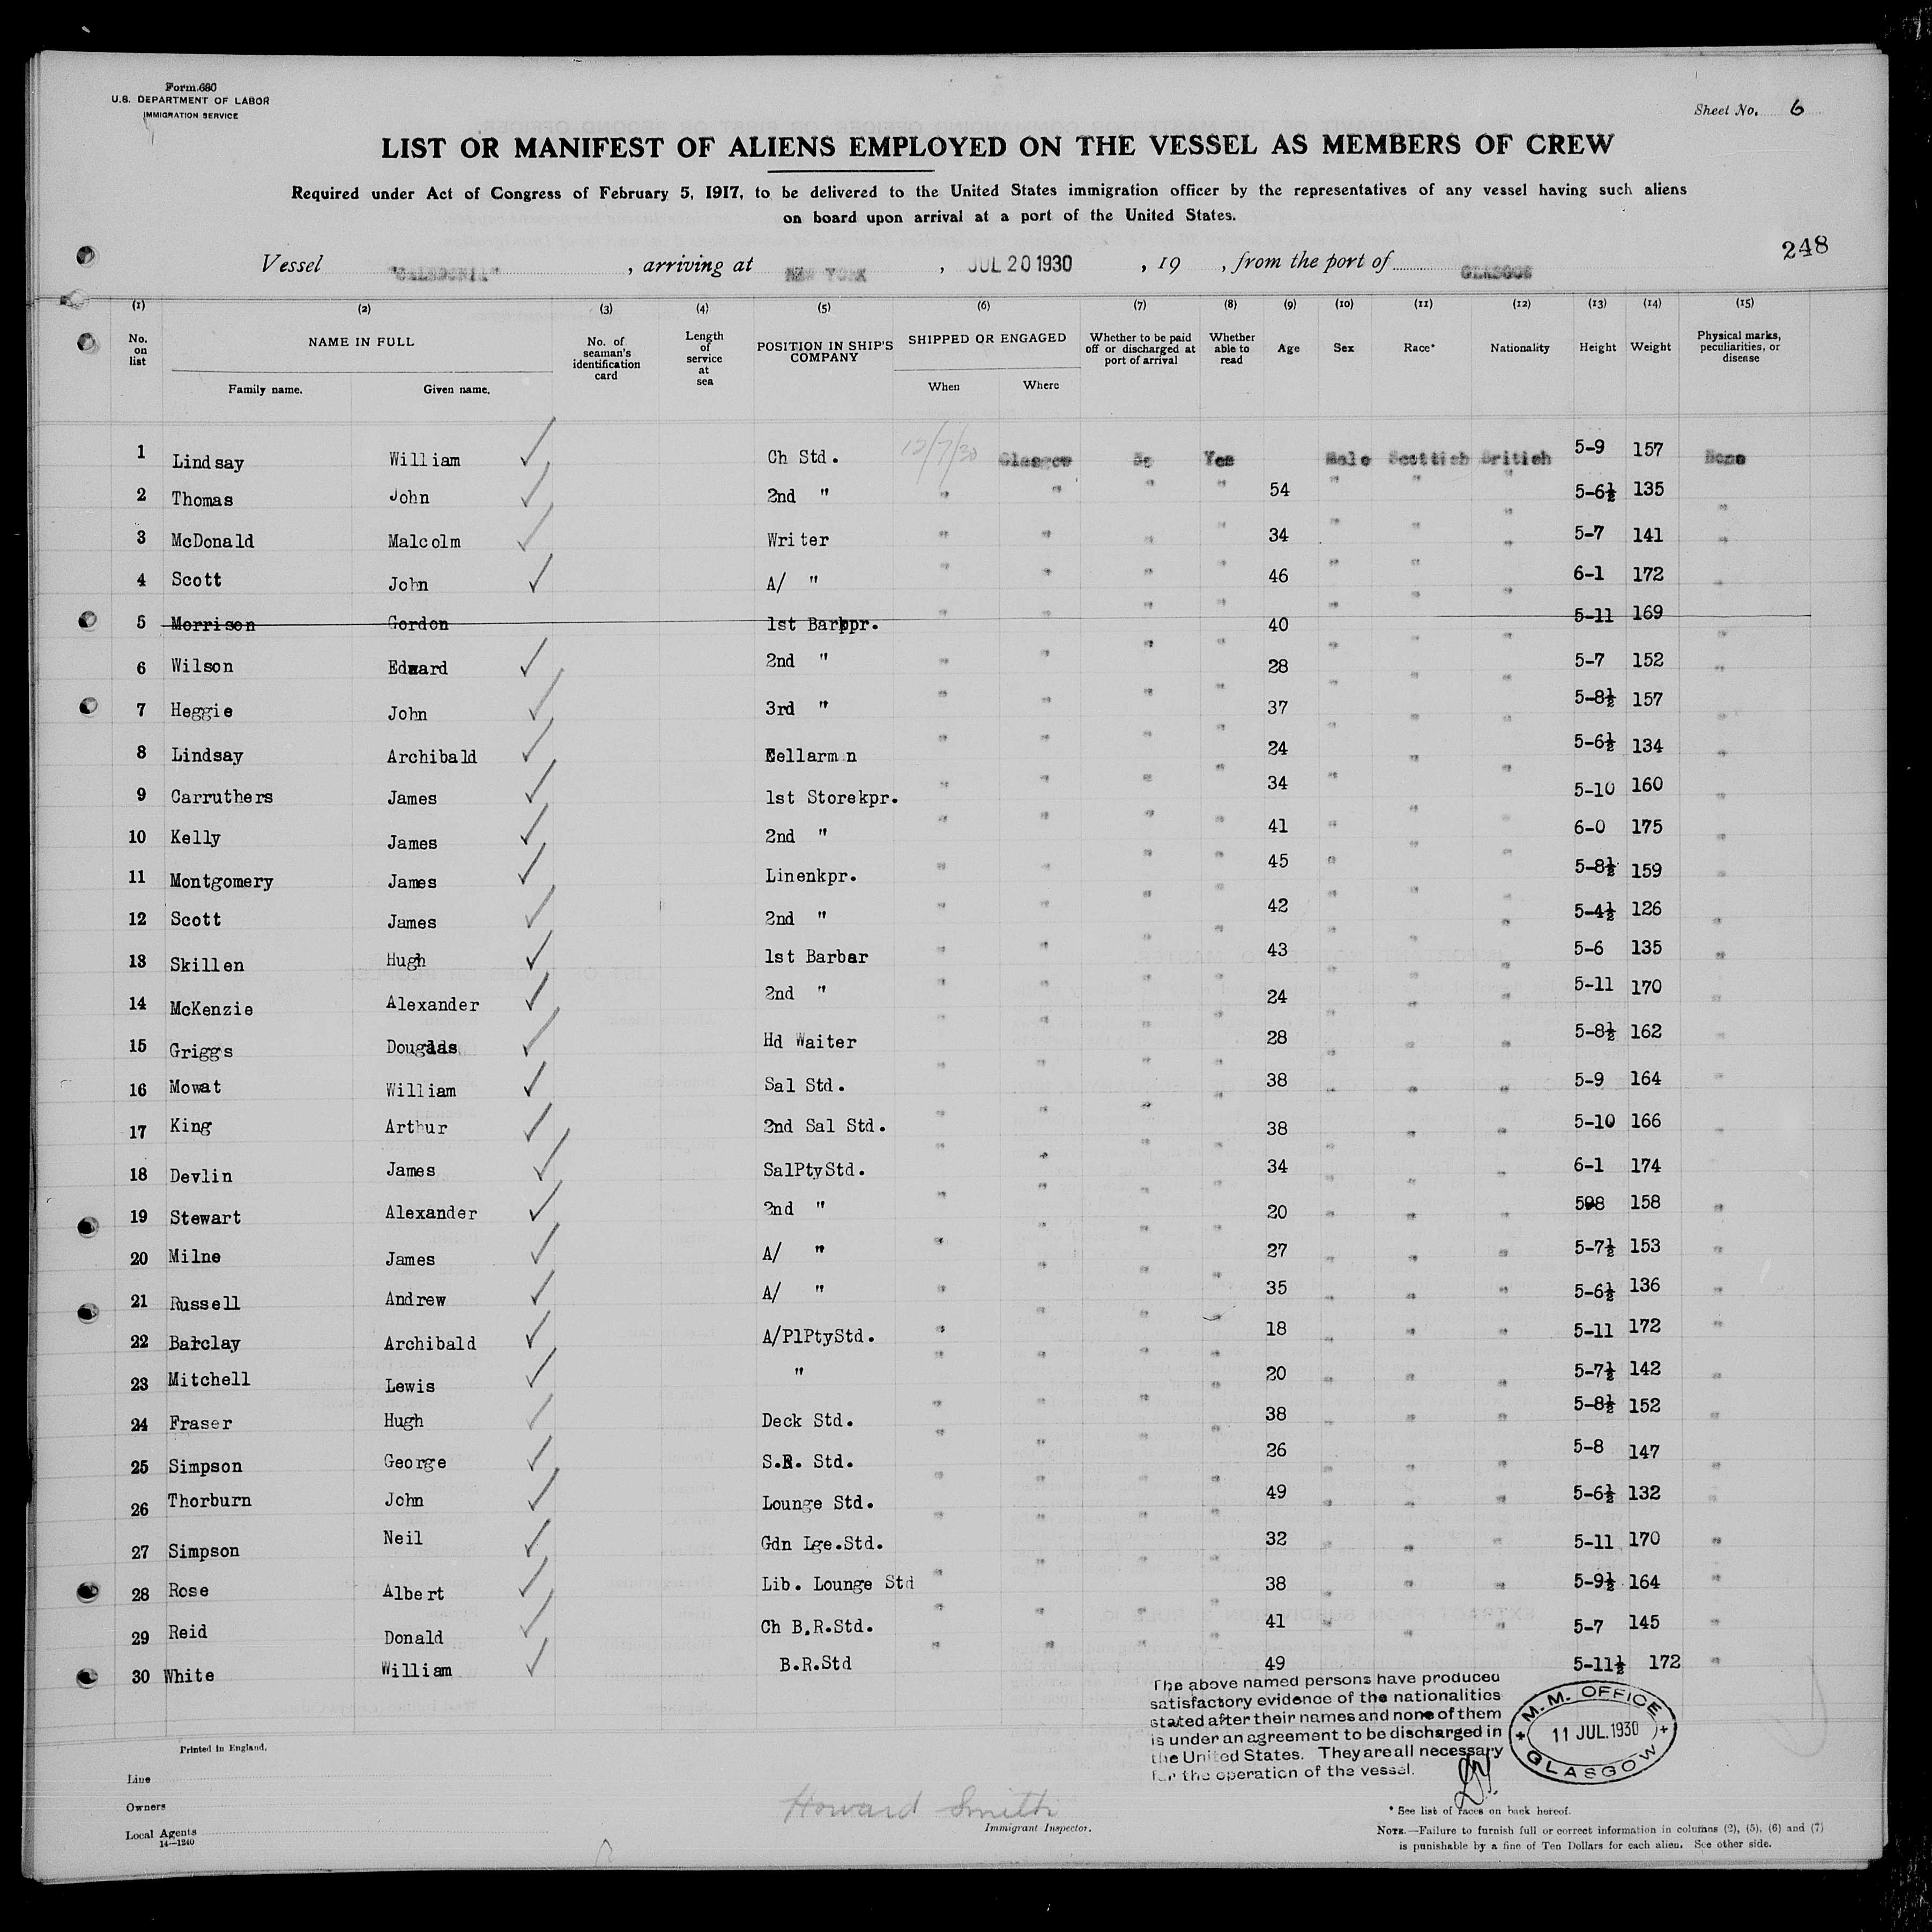 Form 680
U.S. DEPARTMENT OF LABOR
IMMIGRATION SERVICE
Sheet No. 6
LIST OR MANIFEST OF ALIENS EMPLOYED ON THE VESSEL AS MEMBERS OF CREW
Required under Act of Congress of February 5, 1917, to be delivered to the United States immigration officer by the representatives of any vessel having such aliens
on board upon arrival at a port of the United States.
248
Vessel "CALEDONIA", arriving at NEW YORK, JUL 20 1930, 19 , from the port of GLASGOW
(1) (2) (3) (4) (5) (6) (7) (8) (9) (10) (11) (12) (13) (14) (15)
No. on list NAME IN FULL Family name. Given name. No. of seaman's identification card Length of service at sea POSITION IN SHIP'S COMPANY SHIPPED OR ENGAGED When Where Whether to be paid off or discharged at port of arrival Whether able to read Age Sex Race* Nationality Height Weight Physical marks, peculiarities, or disease
1 Lindsay William Ch Std. 12/7/30 Glasgow No Yes Male Scottish British 5-9 157 None
2 Thomas John 2nd " " " " " 54 " " " 5-6½ 135 "
3 McDonald Malcolm Writer " " " " 34 " " " 5-7 141 "
4 Scott John A/ " " " " " 46 " " " 6-1 172 "
5 Morrison Gordon 1st Barkpr. " " " " 40 " " " 5-11 169 "
6 Wilson Edward 2nd " " " " " 28 " " " 5-7 152 "
7 Heggie John 3rd " " " " " 37 " " " 5-8½ 157 "
8 Lindsay Archibald Cellarm n " " " " 24 " " " 5-6½ 134 "
9 Carruthers James 1st Storekpr. " " " " 34 " " " 5-10 160 "
10 Kelly James 2nd " " " " " 41 " " " 6-0 175 "
11 Montgomery James Linenkpr. " " " " 45 " " " 5-8½ 159 "
12 Scott James 2nd " " " " " 42 " " " 5-4½ 126 "
13 Skillen Hugh 1st Barber " " " " 43 " " " 5-6 135 "
14 McKenzie Alexander 2nd " " " " " 24 " " " 5-11 170 "
15 Griggs Douglas Hd Waiter " " " " 28 " " " 5-8½ 162 "
16 Mowat William Sal Std. " " " " 38 " " " 5-9 164 "
17 King Arthur 2nd Sal Std. " " " " 38 " " " 5-10 166 "
18 Devlin James SalPtyStd. " " " " 34 " " " 6-1 174 "
19 Stewart Alexander 2nd " " " " " 20 " " " 598 158 "
20 Milne James A/ " " " " " 27 " " " 5-7½ 153 "
21 Russell Andrew A/ " " " " " 35 " " " 5-6½ 136 "
22 Barclay Archibald A/PlPtyStd. " " " " 18 " " " 5-11 172 "
23 Mitchell Lewis " " " " " 20 " " " 5-7½ 142 "
24 Fraser Hugh Deck Std. " " " " 38 " " " 5-8½ 152 "
25 Simpson George S.R. Std. " " " " 26 " " " 5-8 147 "
26 Thorburn John Lounge Std. " " " " 49 " " " 5-6½ 132 "
27 Simpson Neil Gdn Lge.Std. " " " " 32 " " " 5-11 170 "
28 Rose Albert Lib. Lounge Std " " " " 38 " " " 5-9½ 164 "
29 Reid Donald Ch B.R.Std. " " " " 41 " " " 5-7 145 "
30 White William B.R.Std " " " " 49 5-11½ 172 "
The above named persons have produced
satisfactory evidence of the nationalities
stated after their names and none of them
is under an agreement to be discharged in
the United States. They are all necessary
for the operation of the vessel.
M.M. OFFICE
11 JUL.1930
GLASGOW
Printed in England.
Line
Owners
Local Agents
14—1240
Howard Smith
Immigrant Inspector.
* See list of races on back hereof.
NOTE.—Failure to furnish full or correct information in columns (2), (5), (6) and (7)
is punishable by a fine of Ten Dollars for each alien. See other side.